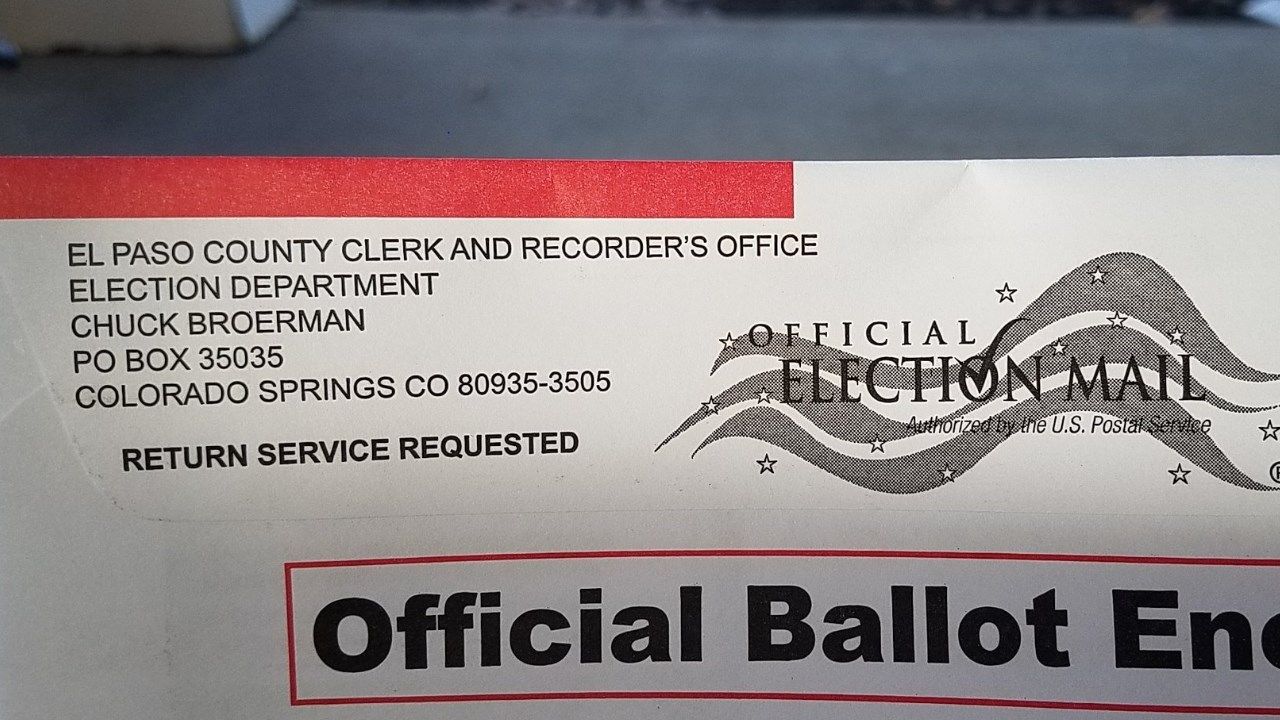 EL PASO COUNTY CLERK AND RECORDER'S OFFICE
ELECTION DEPARTMENT
CHUCK BROERMAN
PO BOX 35035
COLORADO SPRINGS CO 80935-3505
RETURN SERVICE REQUESTED
OFFICIAL
ELECTION MAIL
Authorized by the U.S. Postal Service
®
Official Ballot Enc